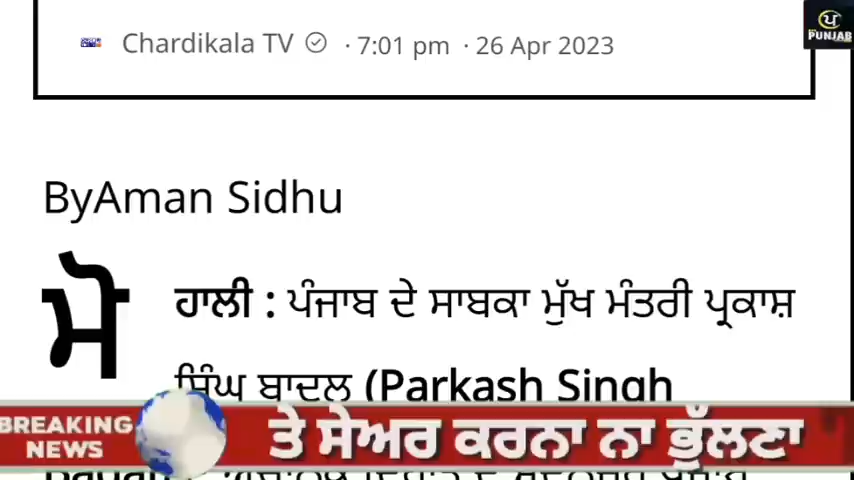 Chardikala TV · 7:01 pm · 26 Apr 2023
ਪ
PUNJAB
ByAman Sidhu
ਮੋਹਾਲੀ : ਪੰਜਾਬ ਦੇ ਸਾਬਕਾ ਮੁੱਖ ਮੰਤਰੀ ਪ੍ਰਕਾਸ਼
ਸਿੰਘ ਬਾਦਲ (Parkash Singh
BREAKING
NEWS
ਤੇ ਸੇਅਰ ਕਰਨਾ ਨਾ ਭੁੱਲਣਾ